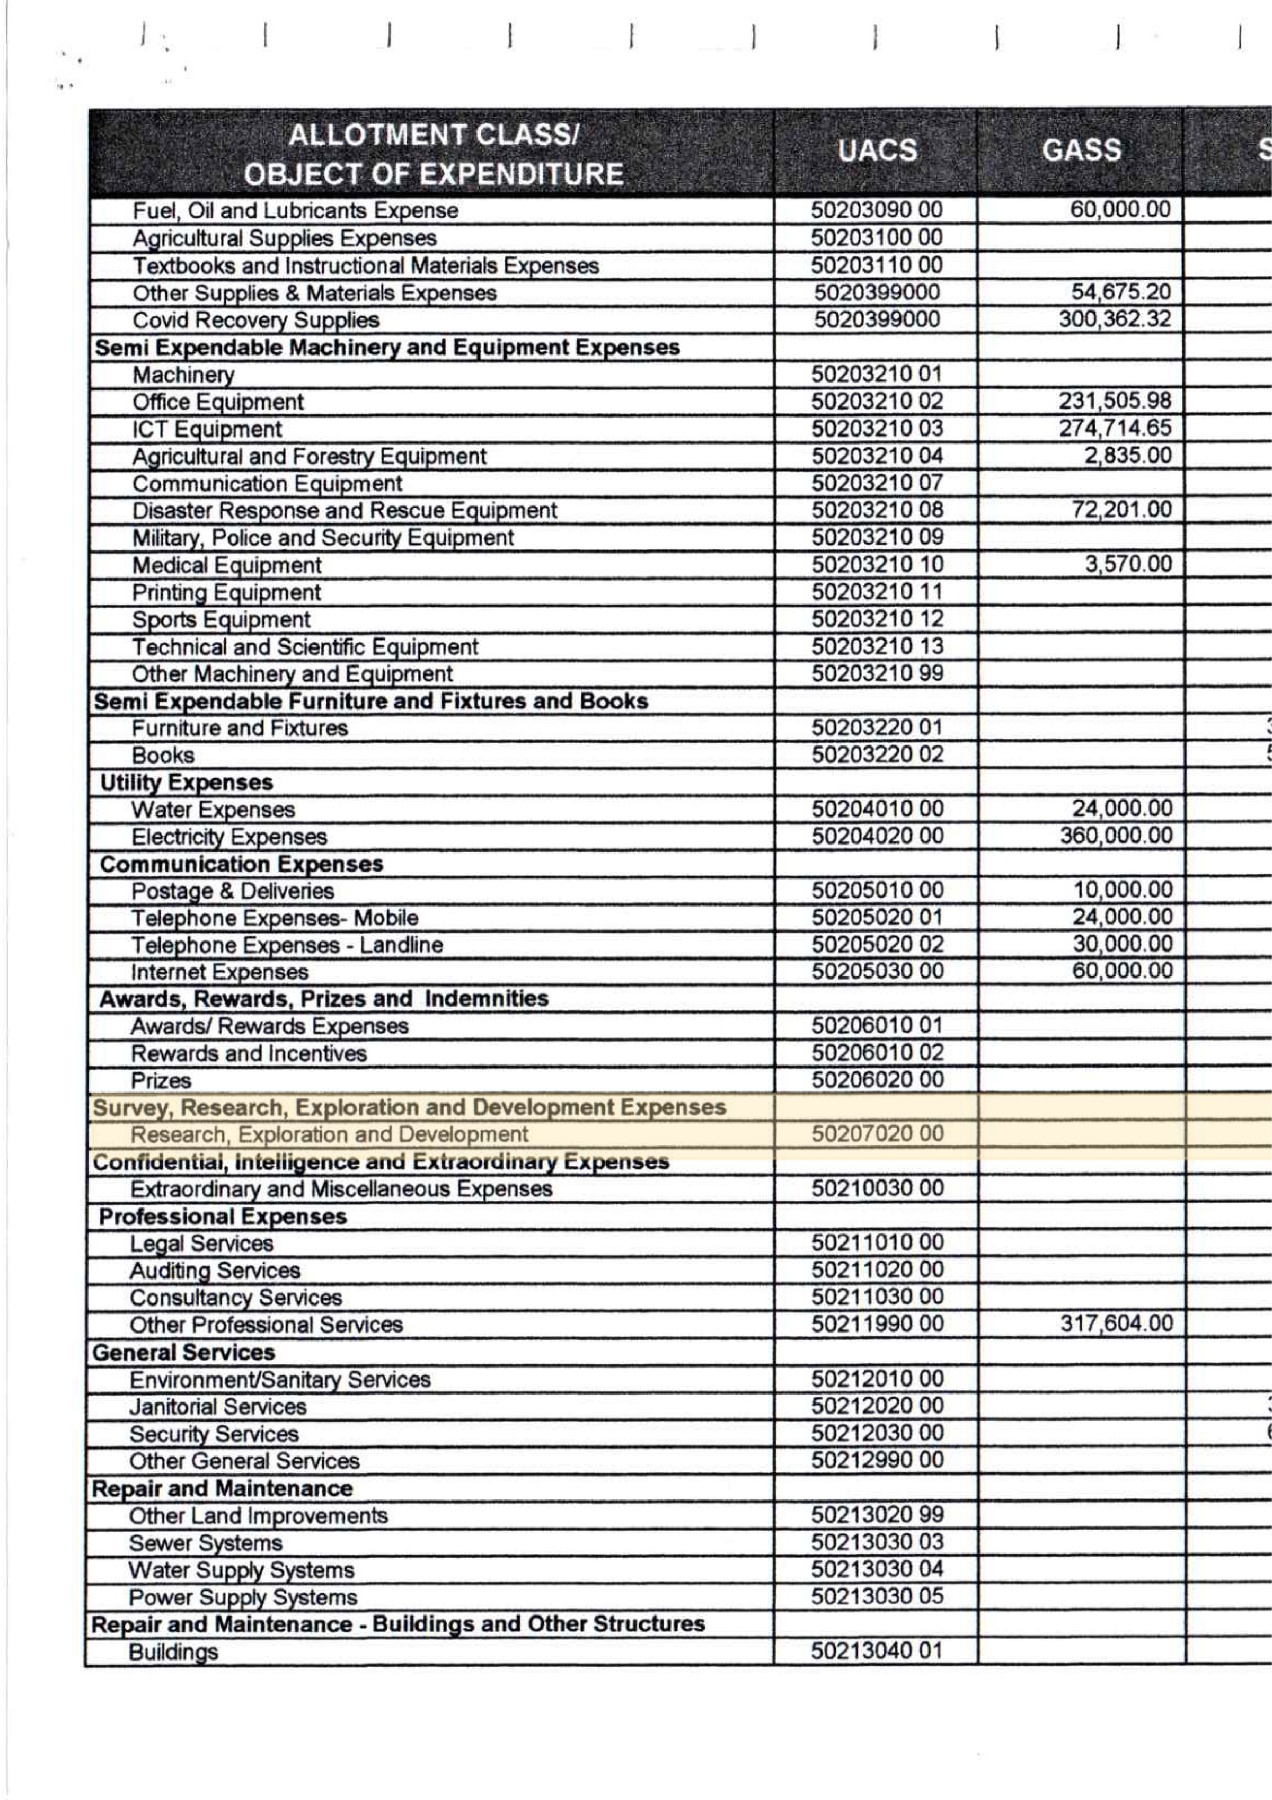 ALLOTMENT CLASS/
OBJECT OF EXPENDITURE UACS GASS S
Fuel, Oil and Lubricants Expense 50203090 00 60,000.00
Agricultural Supplies Expenses 50203100 00
Textbooks and Instructional Materials Expenses 50203110 00
Other Supplies & Materials Expenses 5020399000 54,675.20
Covid Recovery Supplies 5020399000 300,362.32
Semi Expendable Machinery and Equipment Expenses
Machinery 50203210 01
Office Equipment 50203210 02 231,505.98
ICT Equipment 50203210 03 274,714.65
Agricultural and Forestry Equipment 50203210 04 2,835.00
Communication Equipment 50203210 07
Disaster Response and Rescue Equipment 50203210 08 72,201.00
Military, Police and Security Equipment 50203210 09
Medical Equipment 50203210 10 3,570.00
Printing Equipment 50203210 11
Sports Equipment 50203210 12
Technical and Scientific Equipment 50203210 13
Other Machinery and Equipment 50203210 99
Semi Expendable Furniture and Fixtures and Books
Furniture and Fixtures 50203220 01
Books 50203220 02
Utility Expenses
Water Expenses 50204010 00 24,000.00
Electricity Expenses 50204020 00 360,000.00
Communication Expenses
Postage & Deliveries 50205010 00 10,000.00
Telephone Expenses- Mobile 50205020 01 24,000.00
Telephone Expenses - Landline 50205020 02 30,000.00
Internet Expenses 50205030 00 60,000.00
Awards, Rewards, Prizes and Indemnities
Awards/ Rewards Expenses 50206010 01
Rewards and Incentives 50206010 02
Prizes 50206020 00
Survey, Research, Exploration and Development Expenses
Research, Exploration and Development 50207020 00
Confidential, Intelligence and Extraordinary Expenses
Extraordinary and Miscellaneous Expenses 50210030 00
Professional Expenses
Legal Services 50211010 00
Auditing Services 50211020 00
Consultancy Services 50211030 00
Other Professional Services 50211990 00 317,604.00
General Services
Environment/Sanitary Services 50212010 00
Janitorial Services 50212020 00
Security Services 50212030 00
Other General Services 50212990 00
Repair and Maintenance
Other Land Improvements 50213020 99
Sewer Systems 50213030 03
Water Supply Systems 50213030 04
Power Supply Systems 50213030 05
Repair and Maintenance - Buildings and Other Structures
Buildings 50213040 01